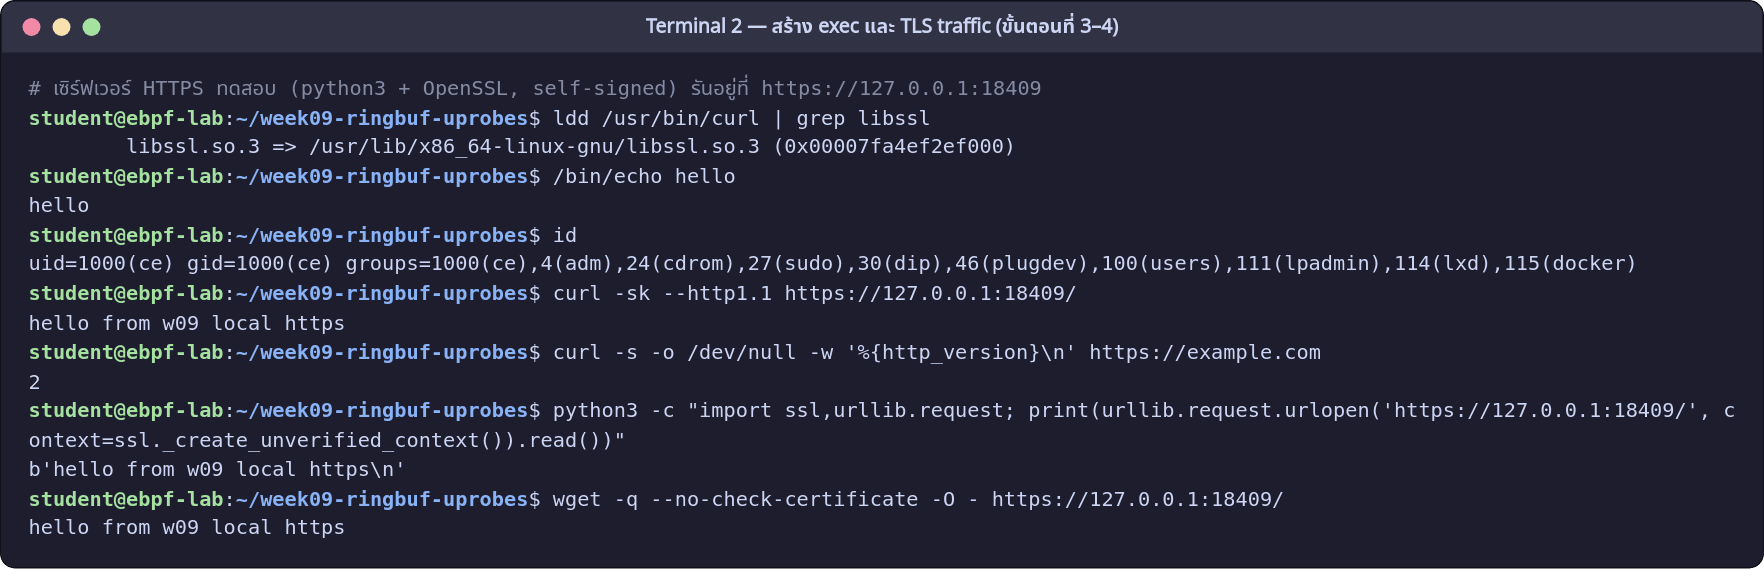 Terminal 2 — สร้าง exec และ TLS traffic (ขั้นตอนที่ 3–4)
# เซิร์ฟเวอร์ HTTPS ทดสอบ (python3 + OpenSSL, self-signed) รันอยู่ที่ https://127.0.0.1:18409
student@ebpf-lab:~/week09-ringbuf-uprobes$ ldd /usr/bin/curl | grep libssl
        libssl.so.3 => /usr/lib/x86_64-linux-gnu/libssl.so.3 (0x00007fa4ef2ef000)
student@ebpf-lab:~/week09-ringbuf-uprobes$ /bin/echo hello
hello
student@ebpf-lab:~/week09-ringbuf-uprobes$ id
uid=1000(ce) gid=1000(ce) groups=1000(ce),4(adm),24(cdrom),27(sudo),30(dip),46(plugdev),100(users),111(lpadmin),114(lxd),115(docker)
student@ebpf-lab:~/week09-ringbuf-uprobes$ curl -sk --http1.1 https://127.0.0.1:18409/
hello from w09 local https
student@ebpf-lab:~/week09-ringbuf-uprobes$ curl -s -o /dev/null -w '%{http_version}\n' https://example.com
2
student@ebpf-lab:~/week09-ringbuf-uprobes$ python3 -c "import ssl,urllib.request; print(urllib.request.urlopen('https://127.0.0.1:18409/', c
ontext=ssl._create_unverified_context()).read())"
b'hello from w09 local https\n'
student@ebpf-lab:~/week09-ringbuf-uprobes$ wget -q --no-check-certificate -O - https://127.0.0.1:18409/
hello from w09 local https